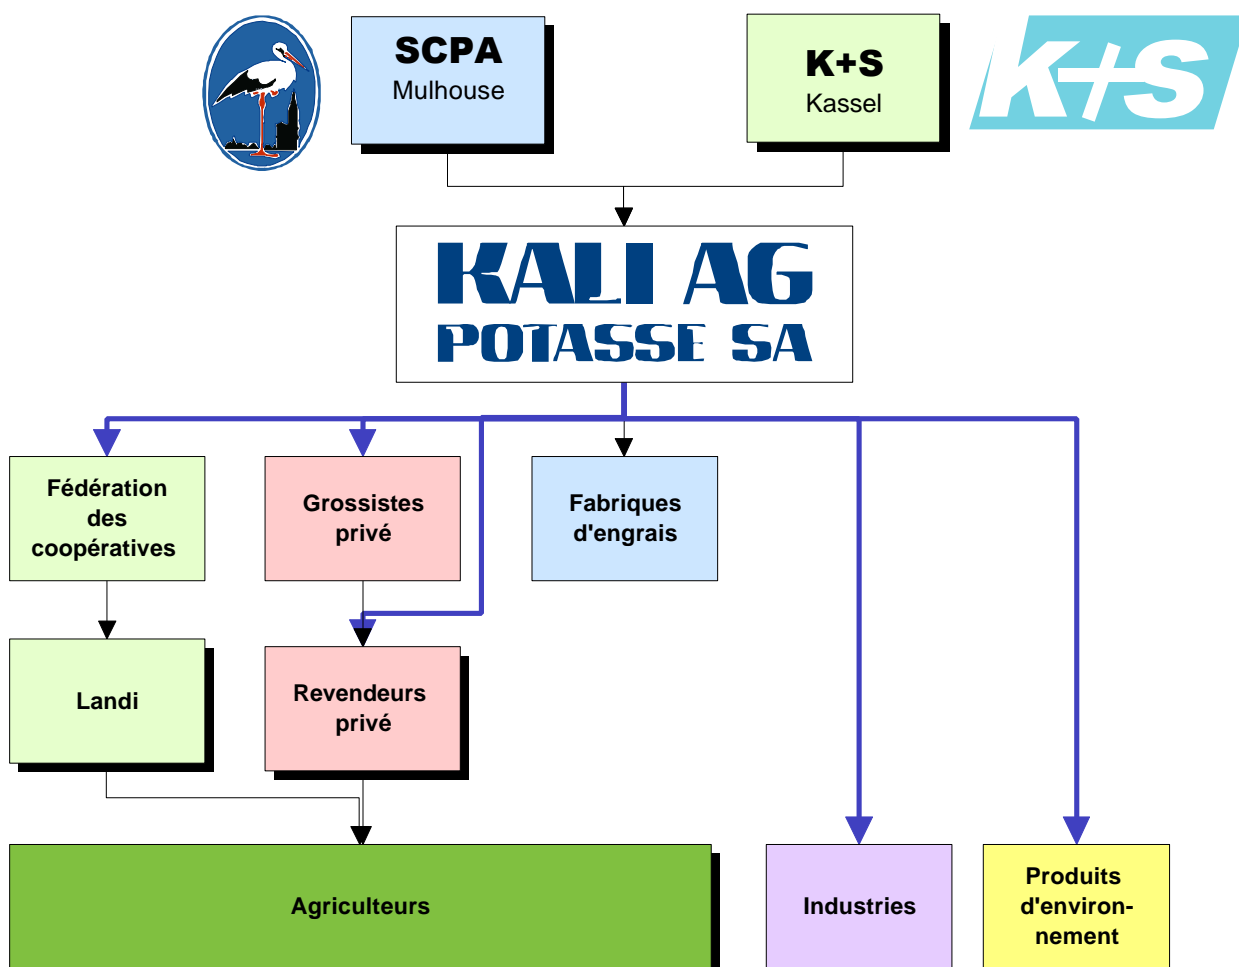 SCPA
Mulhouse
K+S
Kassel
K+S
KALI AG
POTASSE SA
Fédération
des
coopératives
Grossistes
privé
Fabriques
d'engrais
Landi
Revendeurs
privé
Agriculteurs
Industries
Produits
d'environ-
nement